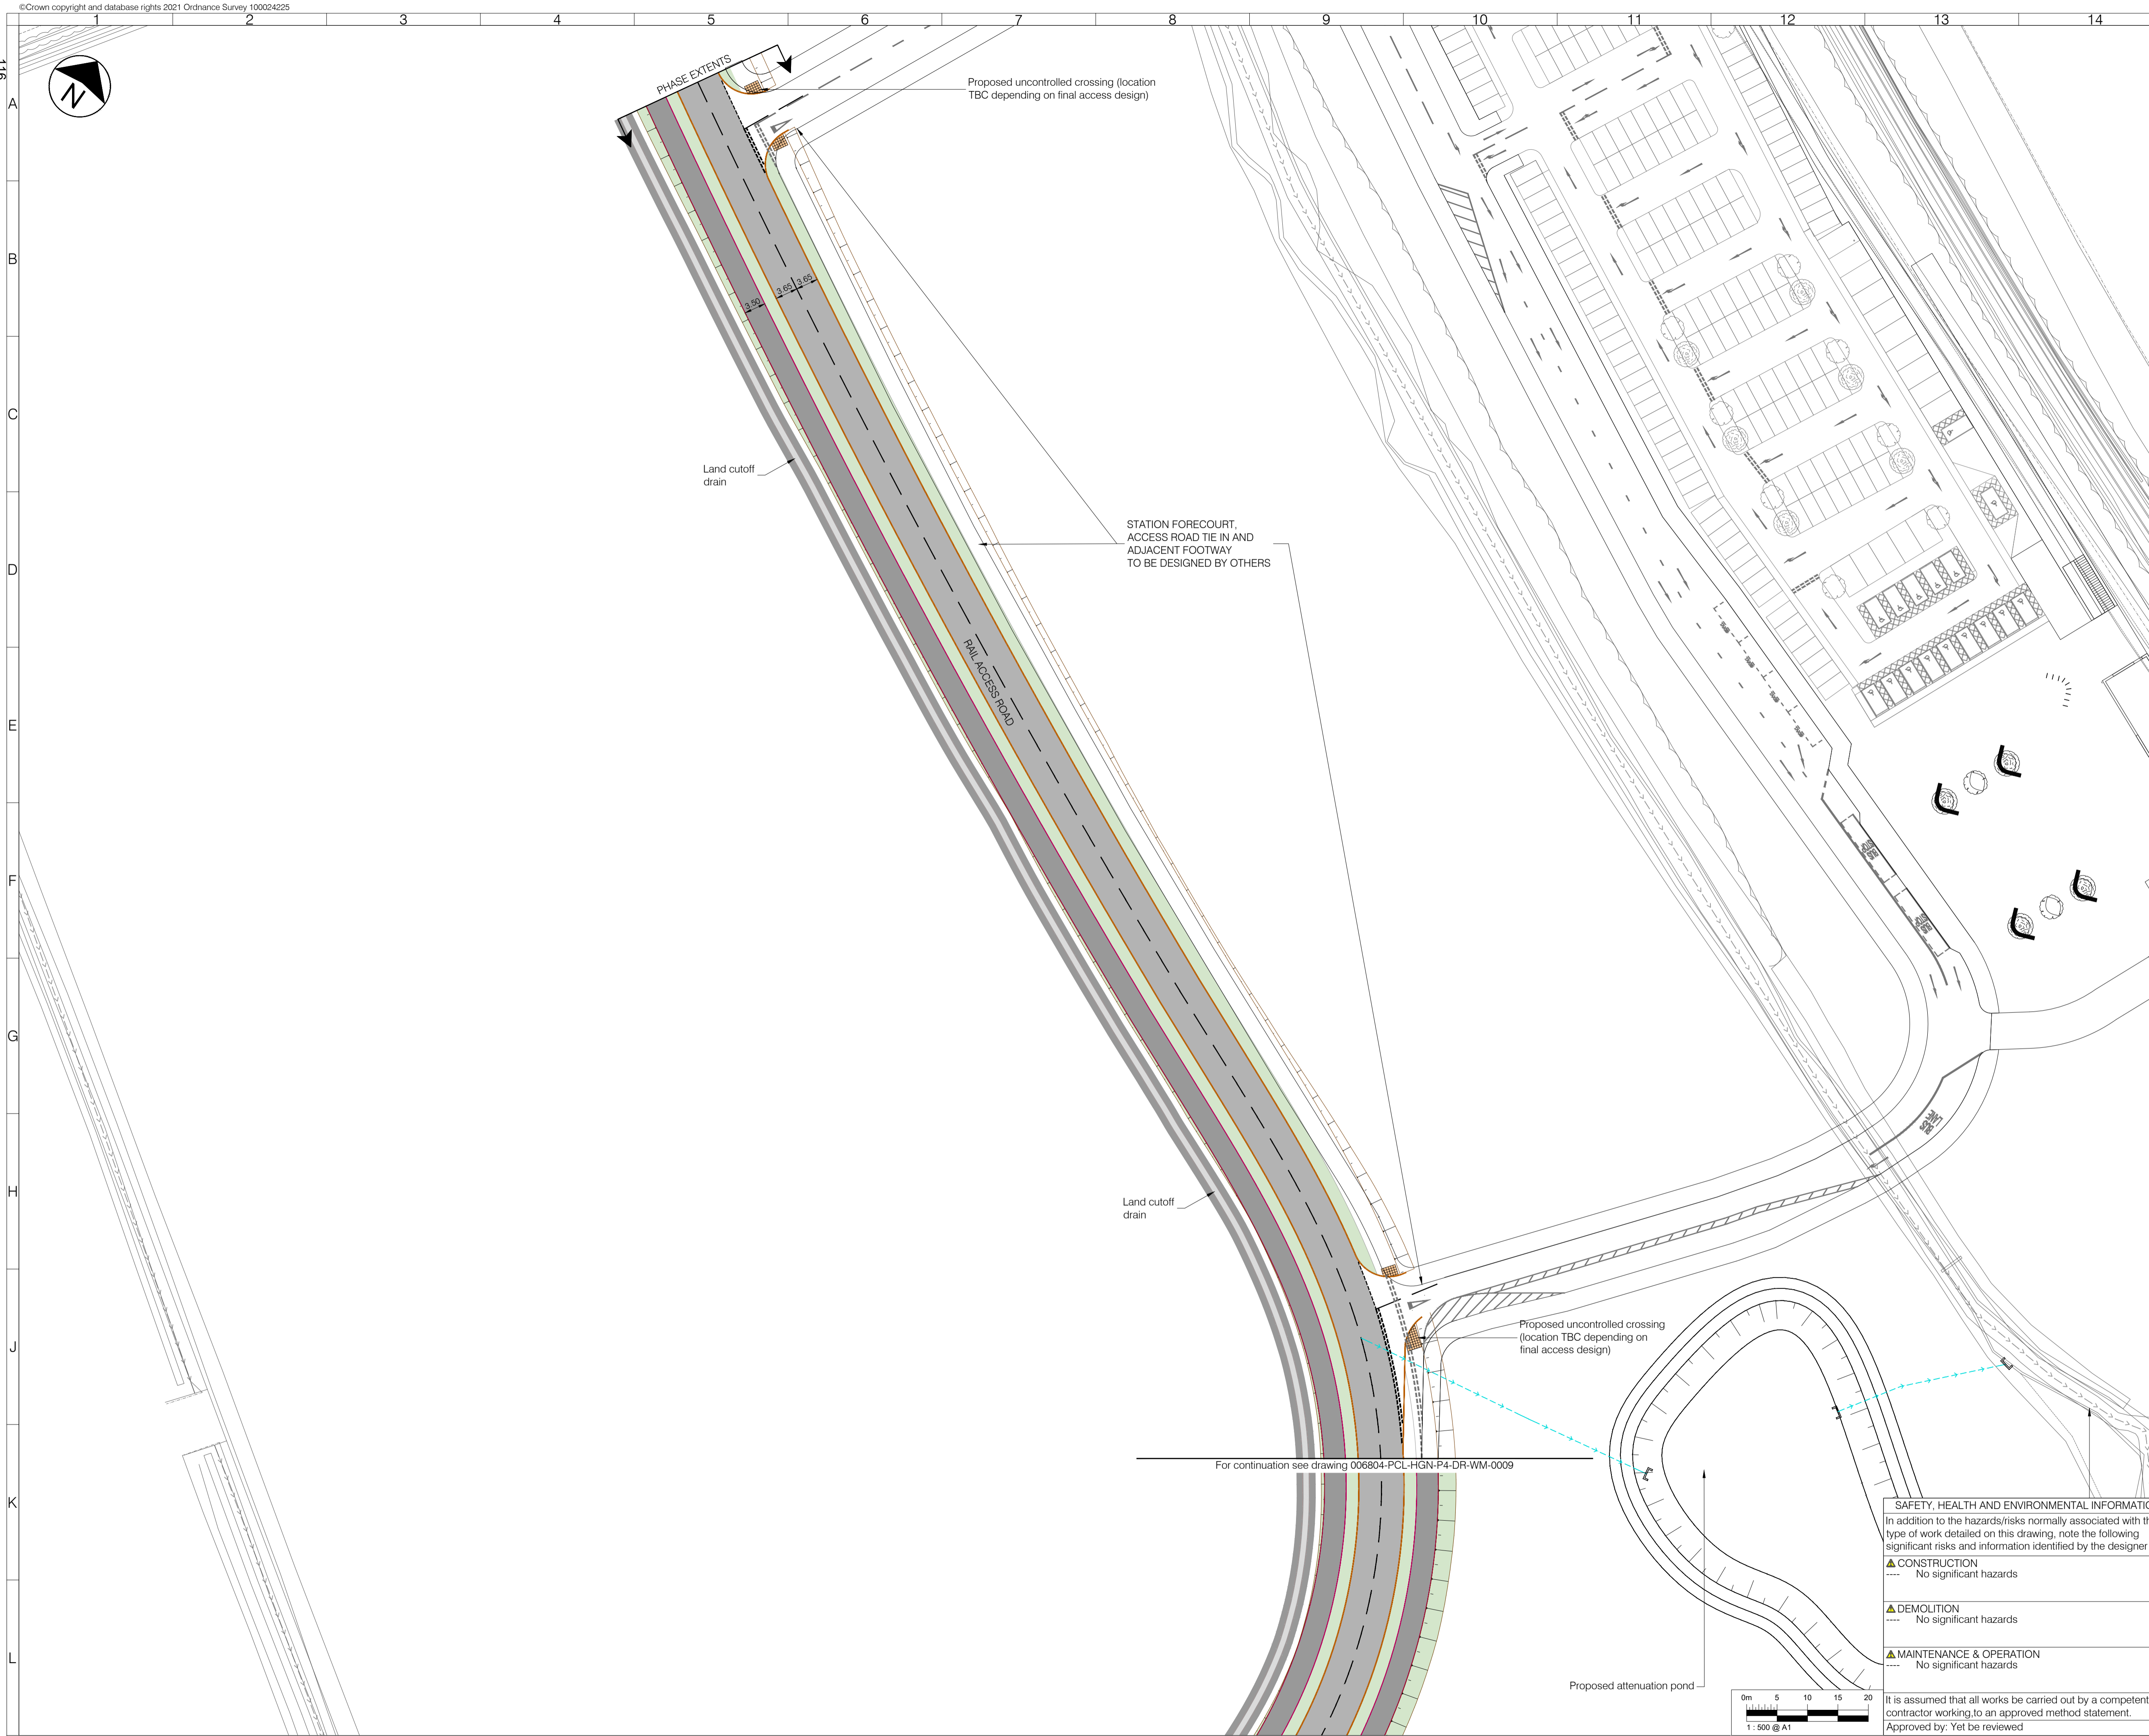 ©Crown copyright and database rights 2021 Ordnance Survey 100024225
1 2 3 4 5 6 7 8 9 10 11 12 13 14
116
A
B
C
D
E
F
G
H
J
K
L
N
PHASE EXTENTS
Proposed uncontrolled crossing (location
TBC depending on final access design)
3.50
3.65
3.65
Land cutoff
drain
STATION FORECOURT,
ACCESS ROAD TIE IN AND
ADJACENT FOOTWAY
TO BE DESIGNED BY OTHERS
RAIL ACCESS ROAD
Land cutoff
drain
Proposed uncontrolled crossing
(location TBC depending on
final access design)
For continuation see drawing 006804-PCL-HGN-P4-DR-WM-0009
Proposed attenuation pond
0m 5 10 15 20
1 : 500 @ A1
SAFETY, HEALTH AND ENVIRONMENTAL
In addition to the hazards/risks normally associated with
type of work detailed on this drawing, note the following
significant risks and information identified by the designer
CONSTRUCTION
---- No significant hazards
DEMOLITION
---- No significant hazards
MAINTENANCE & OPERATION
---- No significant hazards
It is assumed that all works be carried out by a competent
contractor working,to an approved method statement.
Approved by: Yet be reviewed